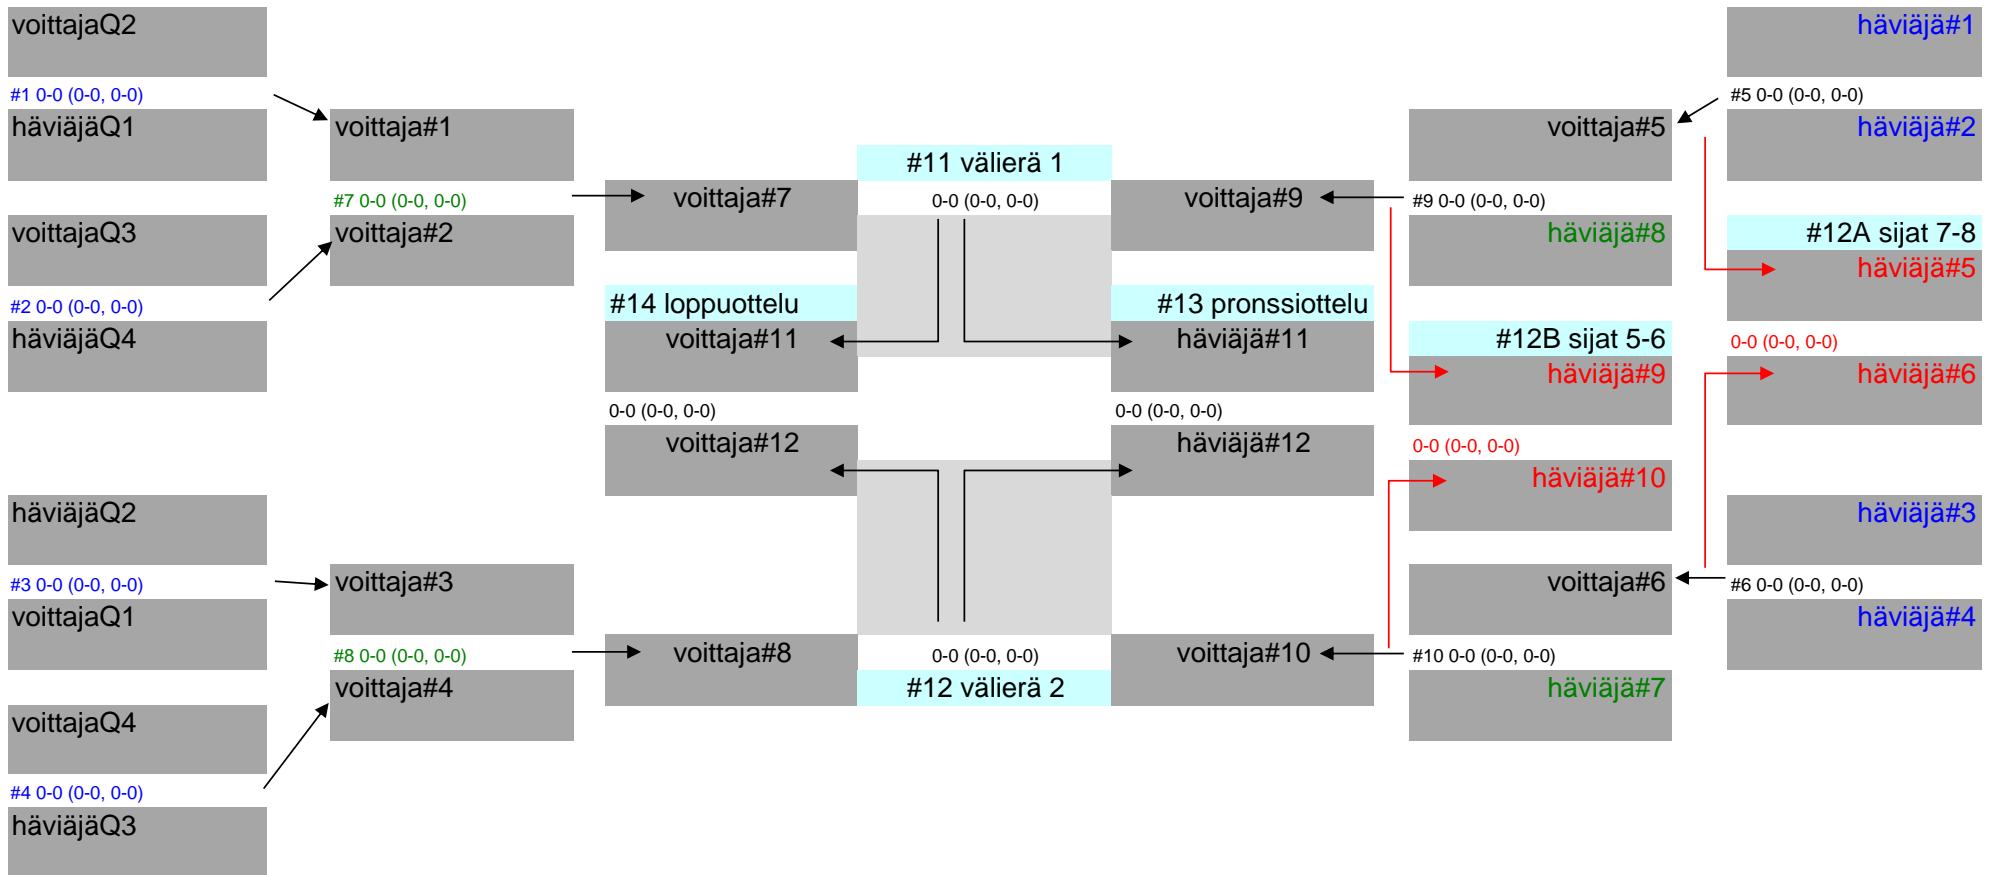 voittajaQ2
#1 0-0 (0-0, 0-0)
häviäjäQ1
voittajaQ3
#2 0-0 (0-0, 0-0)
häviäjäQ4
häviäjäQ2
#3 0-0 (0-0, 0-0)
voittajaQ1
voittajaQ4
#4 0-0 (0-0, 0-0)
häviäjäQ3
voittaja#1
#7 0-0 (0-0, 0-0)
voittaja#2
voittaja#3
#8 0-0 (0-0, 0-0)
voittaja#4
voittaja#7
#14 loppuottelu
voittaja#11
0-0 (0-0, 0-0)
voittaja#12
voittaja#8
#11 välierä 1
0-0 (0-0, 0-0)
0-0 (0-0, 0-0)
#12 välierä 2
voittaja#9
#13 pronssiottelu
häviäjä#11
0-0 (0-0, 0-0)
häviäjä#12
voittaja#10
voittaja#5
#9 0-0 (0-0, 0-0)
häviäjä#8
#12B sijat 5-6
häviäjä#9
0-0 (0-0, 0-0)
häviäjä#10
voittaja#6
#10 0-0 (0-0, 0-0)
häviäjä#7
häviäjä#1
#5 0-0 (0-0, 0-0)
häviäjä#2
#12A sijat 7-8
häviäjä#5
0-0 (0-0, 0-0)
häviäjä#6
häviäjä#3
#6 0-0 (0-0, 0-0)
häviäjä#4